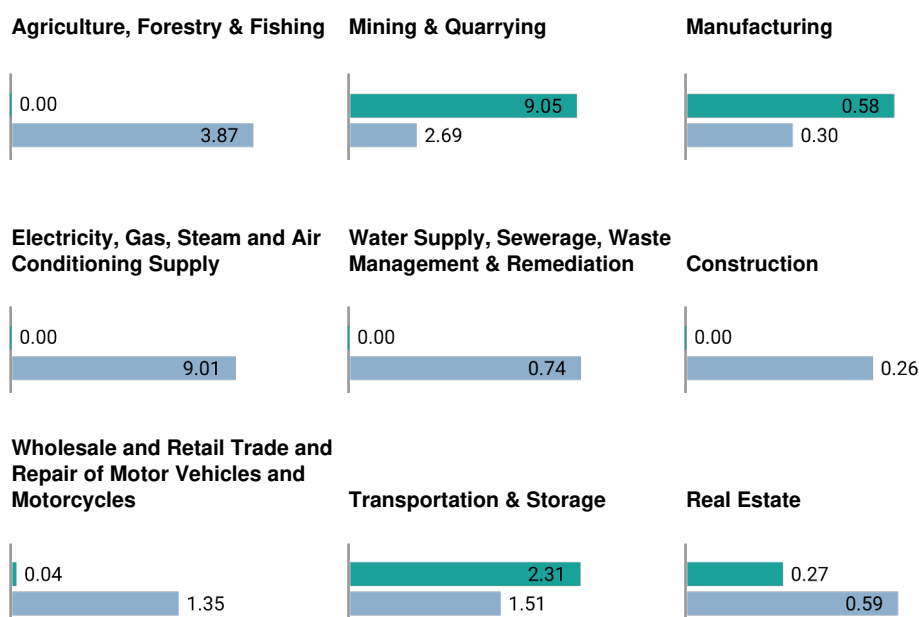 Agriculture, Forestry & Fishing
0.00
3.87
Mining & Quarrying
9.05
2.69
Manufacturing
0.58
0.30
Electricity, Gas, Steam and Air
Conditioning Supply
0.00
9.01
Water Supply, Sewerage, Waste
Management & Remediation
0.00
0.74
Construction
0.00
0.26
Wholesale and Retail Trade and
Repair of Motor Vehicles and
Motorcycles
0.04
1.35
Transportation & Storage
2.31
1.51
Real Estate
0.27
0.59